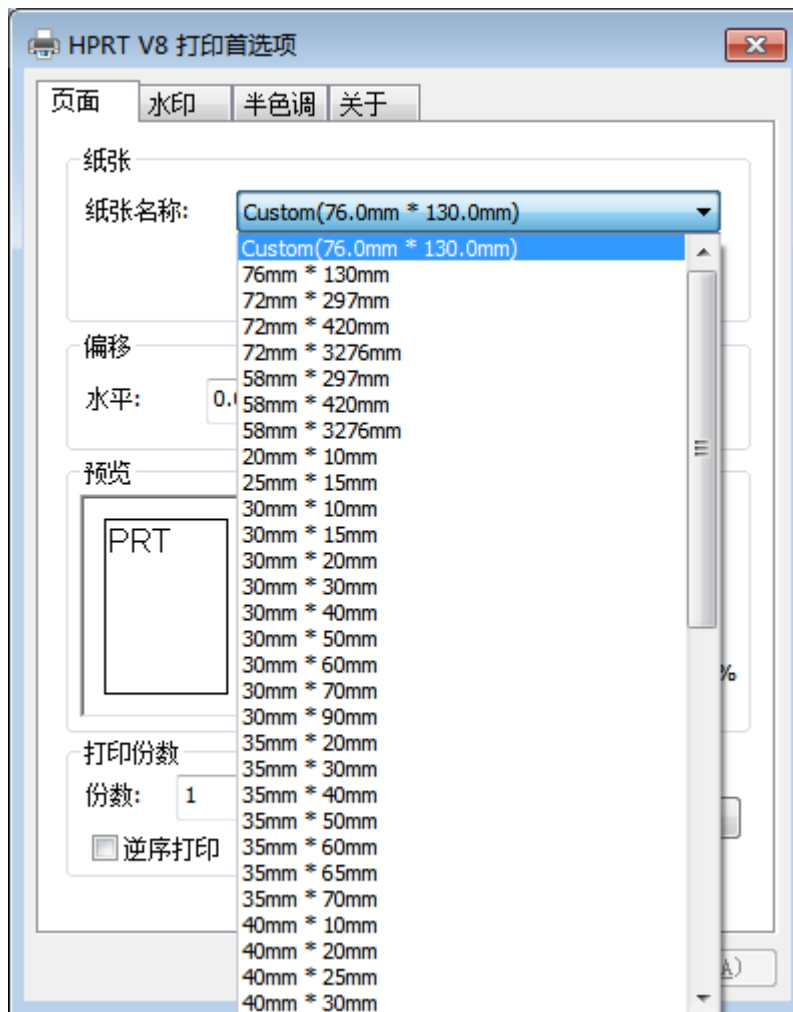 HPRT V8 打印首选项
页面 水印 半色调 关于
纸张
纸张名称: Custom(76.0mm * 130.0mm)
Custom(76.0mm * 130.0mm)
76mm * 130mm
72mm * 297mm
72mm * 420mm
72mm * 3276mm
58mm * 297mm
58mm * 420mm
58mm * 3276mm
20mm * 10mm
25mm * 15mm
30mm * 10mm
30mm * 15mm
30mm * 20mm
30mm * 30mm
30mm * 40mm
30mm * 50mm
30mm * 60mm
30mm * 70mm
30mm * 90mm
35mm * 20mm
35mm * 30mm
35mm * 40mm
35mm * 50mm
35mm * 60mm
35mm * 65mm
35mm * 70mm
40mm * 10mm
40mm * 20mm
40mm * 25mm
40mm * 30mm
偏移
水平: 0.
预览
PRT
%
打印份数
份数: 1
逆序打印
A)